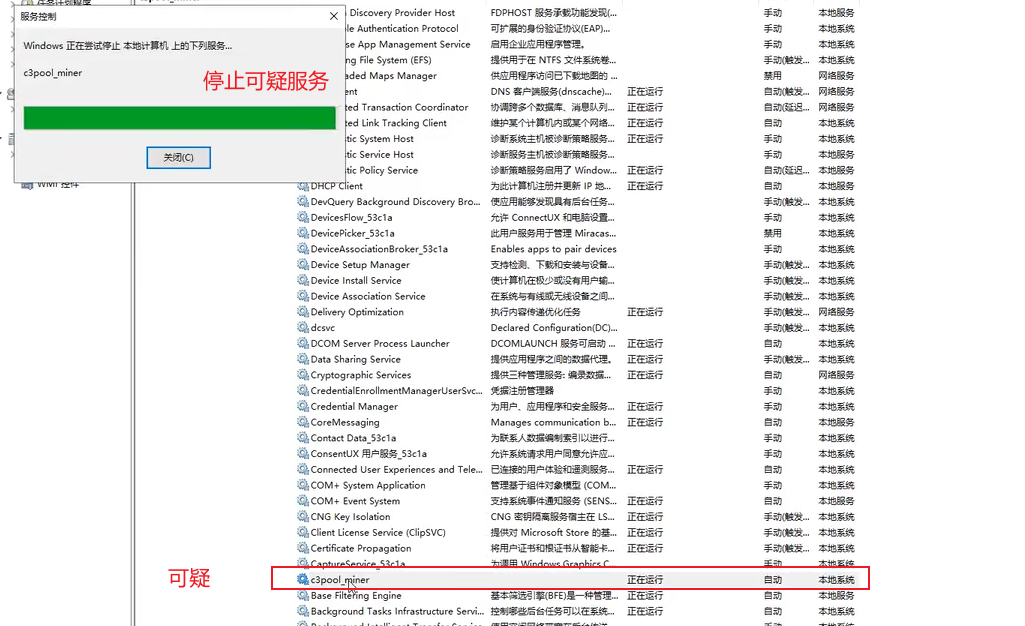 服务控制
Windows 正在尝试停止 本地计算机 上的下列服务...
c3pool_miner
停止可疑服务
关闭(C)
WMI 控件
Discovery Provider Host FDPHOST 服务承载功能发现(... 手动 本地服务
le Authentication Protocol 可扩展的身份验证协议(EAP)... 手动 本地系统
se App Management Service 启用企业应用程序管理。 手动 本地系统
ng File System (EFS) 提供用于在 NTFS 文件系统卷... 手动(触发... 本地系统
aded Maps Manager 供应用程序访问已下载地图的 ... 禁用 网络服务
ent DNS 客户端服务(dnscache)... 正在运行 自动(触发... 网络服务
ted Transaction Coordinator 协调跨多个数据库、消息队列... 正在运行 自动(延迟... 网络服务
ted Link Tracking Client 维护某个计算机内或某个网络... 正在运行 自动 本地系统
tic System Host 诊断系统主机被诊断策略服务... 正在运行 手动 本地系统
tic Service Host 诊断服务主机被诊断策略服务... 手动 本地服务
tic Policy Service 诊断策略服务启用了 Window... 正在运行 自动(延迟... 本地服务
DHCP Client 为此计算机注册并更新 IP 地... 正在运行 自动 本地服务
DevQuery Background Discovery Bro... 使应用能够发现具有后台任务... 手动(触发... 本地系统
DevicesFlow_53c1a 允许 ConnectUX 和电脑设置... 手动 本地系统
DevicePicker_53c1a 此用户服务用于管理 Miracas... 禁用 本地系统
DeviceAssociationBroker_53c1a Enables apps to pair devices 手动 本地系统
Device Setup Manager 支持检测、下载和安装与设备... 手动(触发... 本地系统
Device Install Service 使计算机在极少或没有用户输... 手动(触发... 本地系统
Device Association Service 在系统与有线或无线设备之间... 手动(触发... 本地系统
Delivery Optimization 执行内容传递优化任务 正在运行 自动(触发... 网络服务
dcsvc Declared Configuration(DC)... 手动(触发... 本地系统
DCOM Server Process Launcher DCOMLAUNCH 服务可启动 ... 正在运行 自动 本地系统
Data Sharing Service 提供应用程序之间的数据代理。 正在运行 手动(触发... 本地系统
Cryptographic Services 提供三种管理服务: 编录数据... 正在运行 自动 网络服务
CredentialEnrollmentManagerUserSvc... 凭据注册管理器 手动 本地系统
Credential Manager 为用户、应用程序和安全服务... 正在运行 手动 本地系统
CoreMessaging Manages communication b... 正在运行 自动 本地服务
Contact Data_53c1a 为联系人数据编制索引以进行... 手动 本地系统
ConsentUX 用户服务_53c1a 允许系统请求用户同意允许应... 手动 本地系统
Connected User Experiences and Tele... 已连接的用户体验和遥测服务... 正在运行 自动 本地系统
COM+ System Application 管理基于组件对象模型 (COM... 手动 本地系统
COM+ Event System 支持系统事件通知服务 (SENS... 正在运行 自动 本地服务
CNG Key Isolation CNG 密钥隔离服务宿主在 LS... 正在运行 手动(触发... 本地系统
Client License Service (ClipSVC) 提供对 Microsoft Store 的基... 正在运行 手动(触发... 本地系统
Certificate Propagation 将用户证书和根证书从智能卡... 正在运行 手动(触发... 本地系统
CaptureService_53c1a 为调用 Windows Graphics C... 手动 本地系统
可疑
c3pool_miner 正在运行 自动 本地系统
Base Filtering Engine 基本筛选引擎(BFE)是一种管理... 正在运行 自动 本地服务
Background Tasks Infrastructure Servi... 控制哪些后台任务可以在系统... 正在运行 自动 本地系统